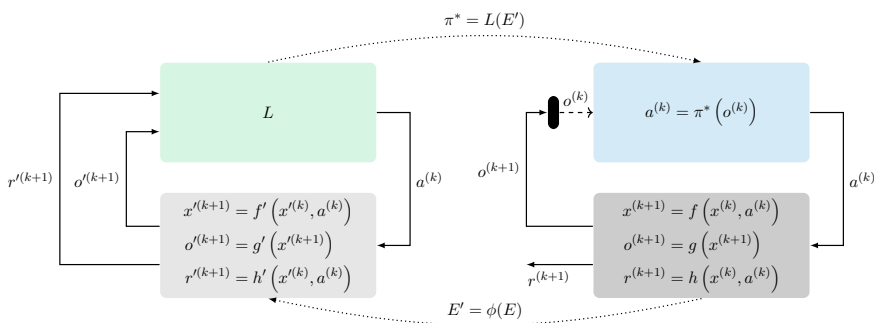 π* = L(E′)
L
r′(k+1)
o′(k+1)
a(k)
x′(k+1) = f′ (x′(k), a(k))
o′(k+1) = g′ (x′(k+1))
r′(k+1) = h′ (x′(k), a(k))
o(k)
a(k) = π* (o(k))
o(k+1)
a(k)
x(k+1) = f (x(k), a(k))
o(k+1) = g (x(k+1))
r(k+1) = h (x(k), a(k))
r(k+1)
E′ = ϕ(E)